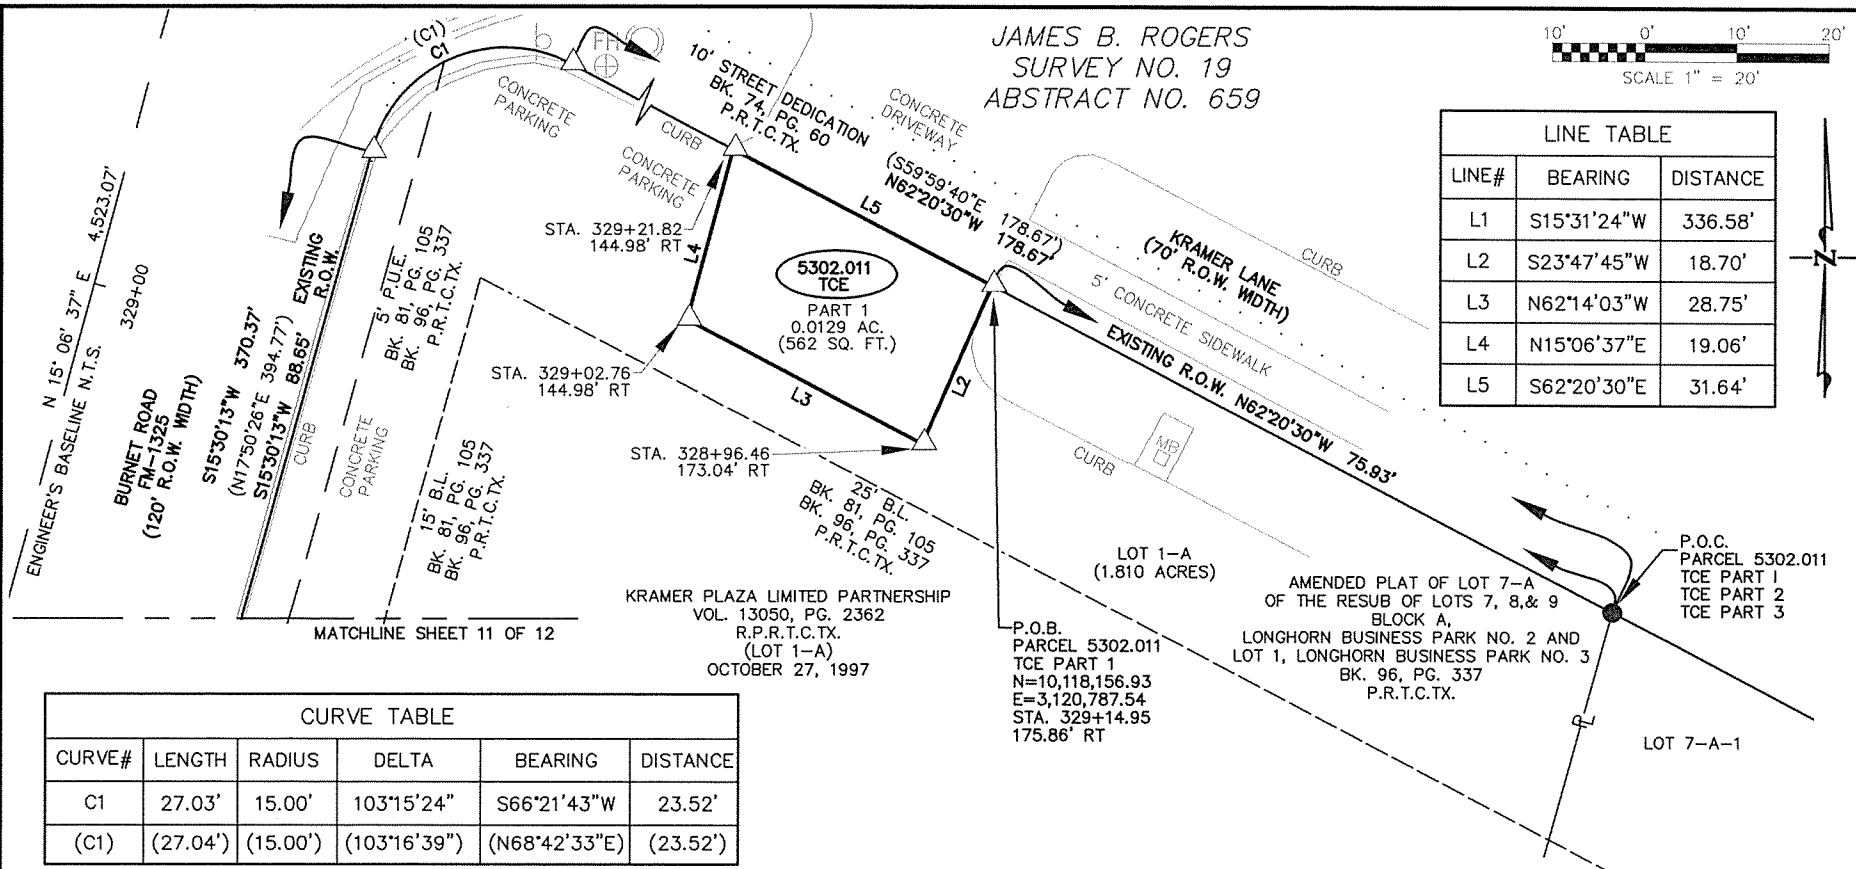 JAMES B. ROGERS
SURVEY NO. 19
ABSTRACT NO. 659
10' 0' 10' 20'
SCALE 1" = 20'
LINE TABLE
LINE# BEARING DISTANCE
L1 S15°31'24"W 336.58'
L2 S23°47'45"W 18.70'
L3 N62°14'03"W 28.75'
L4 N15°06'37"E 19.06'
L5 S62°20'30"E 31.64'
N
(C1)
C1
FH
CONCRETE
PARKING
10' STREET DEDICATION
BK. 74, PG. 60
P.R.T.C.TX.
CURB
CONCRETE
PARKING
CONCRETE
DRIVEWAY
(S59°59'40"E 178.67')
N62°20'30"W 178.67'
L5
KRAMER LANE
(70' R.O.W. WIDTH)
CURB
5' CONCRETE SIDEWALK
EXISTING R.O.W. N62°20'30"W 75.93'
STA. 329+21.82
144.98' RT
L4
5302.011
TCE
PART 1
0.0129 AC.
(562 SQ. FT.)
STA. 329+02.76
144.98' RT
L3
L2
STA. 328+96.46
173.04' RT
N 15° 06' 37" E 4,523.07'
ENGINEER'S BASELINE N.T.S.
329+00
BURNET ROAD
FM-1325
(120' R.O.W. WIDTH)
S15°30'13"W 370.37'
(N17°50'26"E 394.77')
S15°30'13"W 88.65'
EXISTING
R.O.W.
CURB
5' P.U.E.
BK. 81, PG. 105
BK. 96, PG. 337
P.R.T.C.TX.
CONCRETE
PARKING
15' B.L.
BK. 81, PG. 105
BK. 96, PG. 337
P.R.T.C.TX.
25' B.L.
BK. 81, PG. 105
BK. 96, PG. 337
P.R.T.C.TX.
MB
CURB
LOT 1-A
(1.810 ACRES)
P.O.C.
PARCEL 5302.011
TCE PART 1
TCE PART 2
TCE PART 3
AMENDED PLAT OF LOT 7-A
OF THE RESUB OF LOTS 7, 8,& 9
BLOCK A,
LONGHORN BUSINESS PARK NO. 2 AND
LOT 1, LONGHORN BUSINESS PARK NO. 3
BK. 96, PG. 337
P.R.T.C.TX.
KRAMER PLAZA LIMITED PARTNERSHIP
VOL. 13050, PG. 2362
R.P.R.T.C.TX.
(LOT 1-A)
OCTOBER 27, 1997
MATCHLINE SHEET 11 OF 12
P.O.B.
PARCEL 5302.011
TCE PART 1
N=10,118,156.93
E=3,120,787.54
STA. 329+14.95
175.86' RT
PL
LOT 7-A-1
CURVE TABLE
CURVE# LENGTH RADIUS DELTA BEARING DISTANCE
C1 27.03' 15.00' 103°15'24" S66°21'43"W 23.52'
(C1) (27.04') (15.00') (103°16'39") (N68°42'33"E) (23.52')